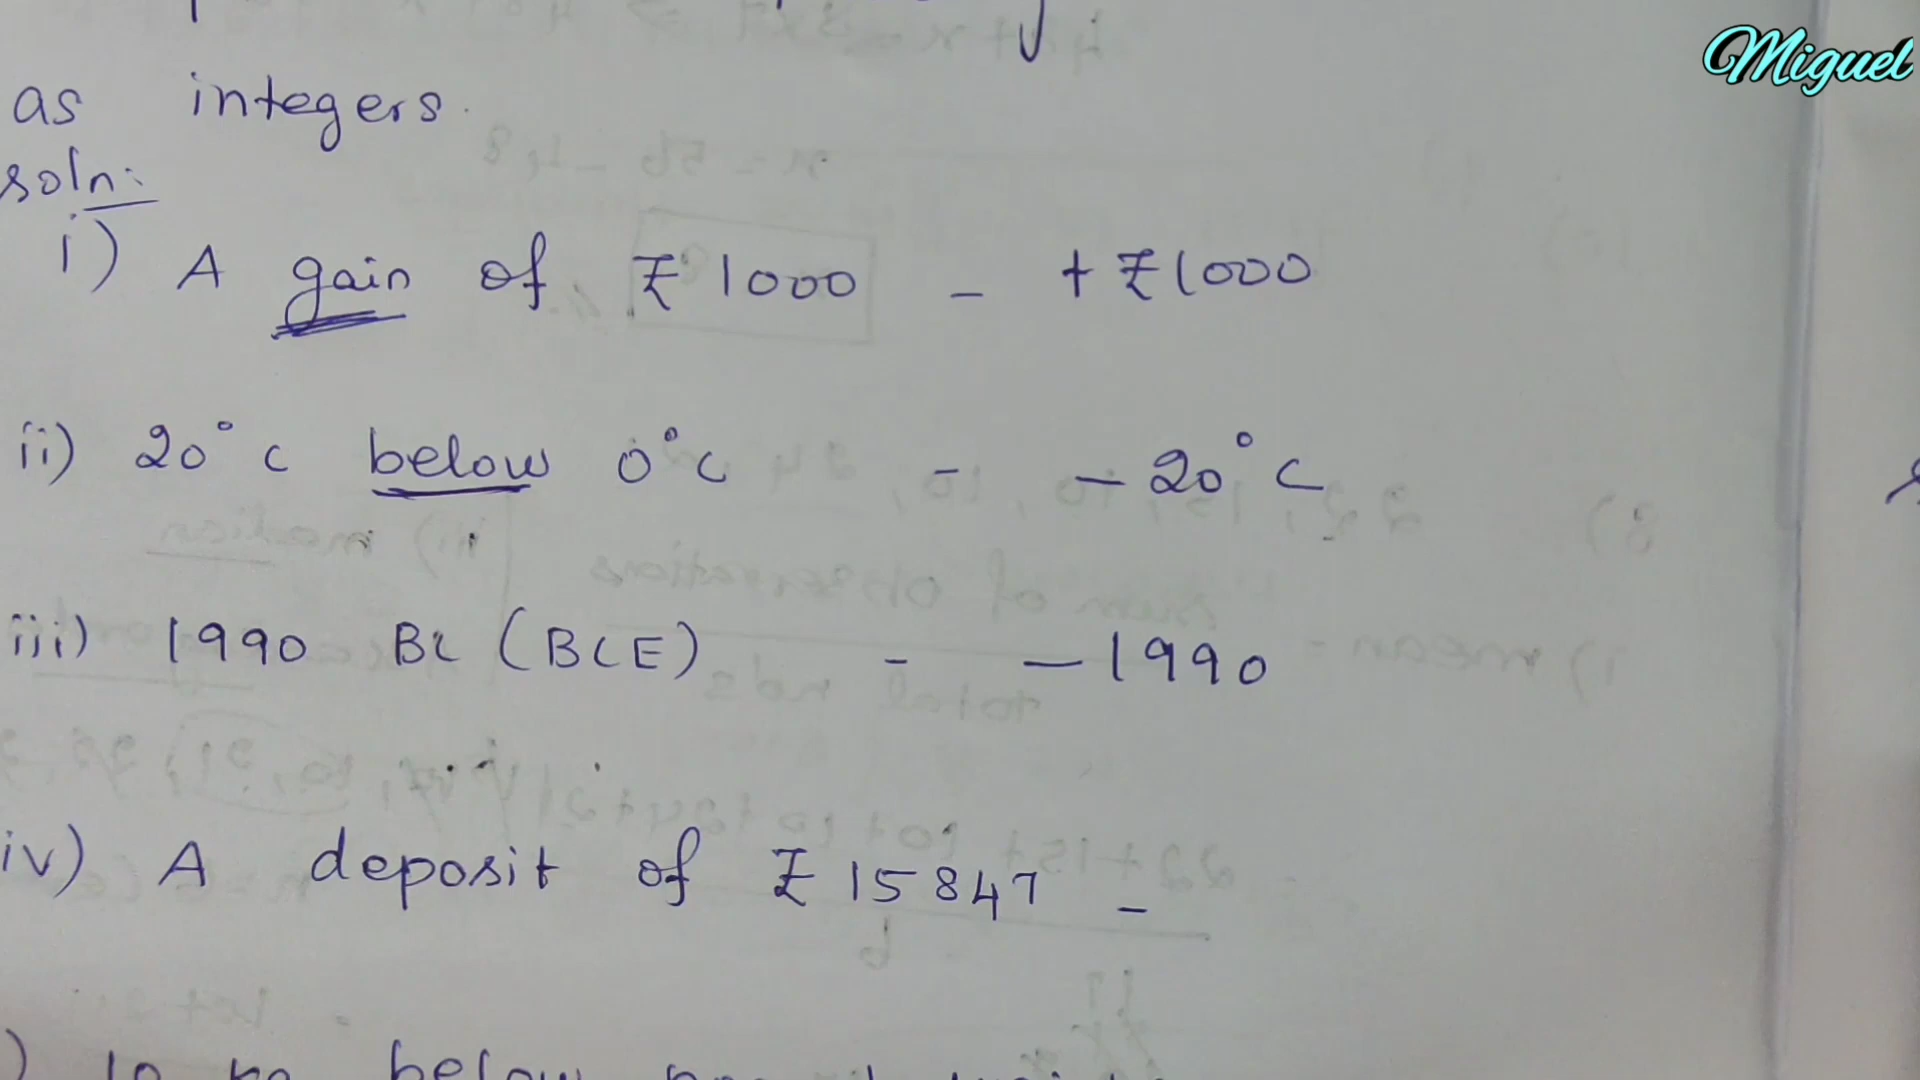 Miguel
as integers.
soln:
i) A gain of ₹ 1000 - + ₹1000
ii) 20°C below 0°C - - 20°C
iii) 1990 BC (BCE) - - 1990
iv) A deposit of ₹ 15847 -
below